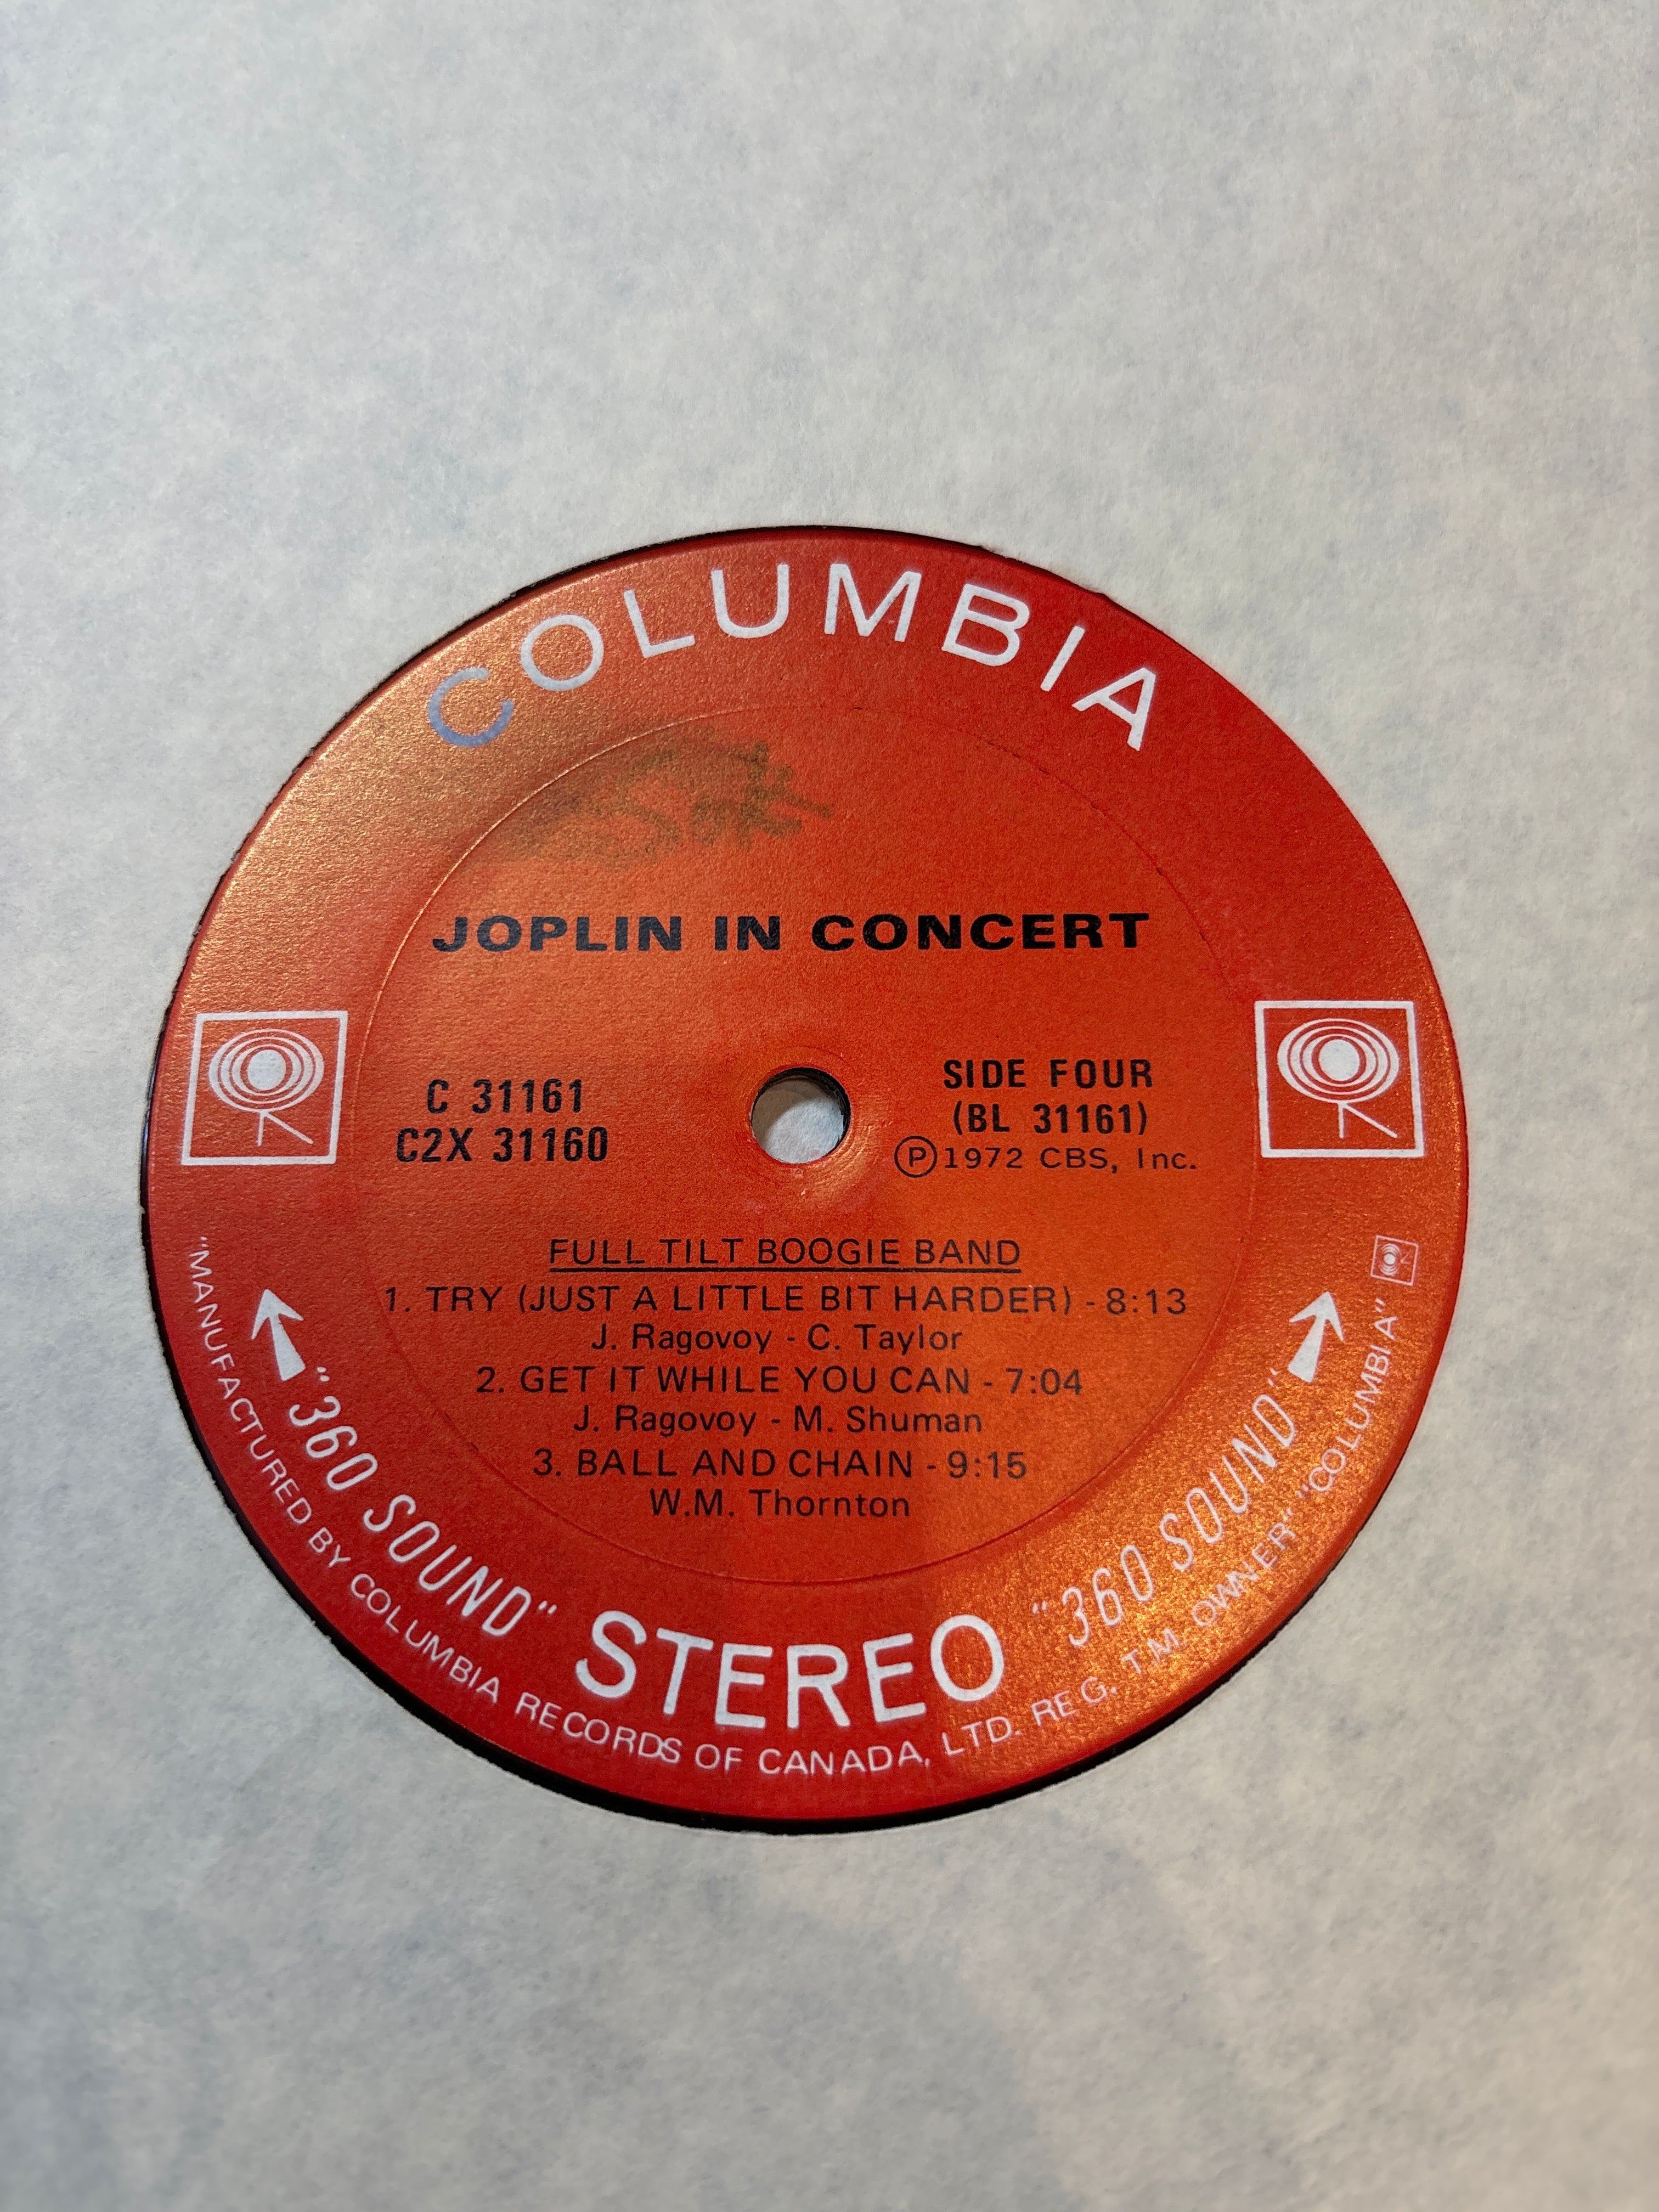 COLUMBIA
JOPLIN IN CONCERT
C 31161
C2X 31160
SIDE FOUR
(BL 31161)
Ⓟ1972 CBS, Inc.
FULL TILT BOOGIE BAND
1. TRY (JUST A LITTLE BIT HARDER) - 8:13
J. Ragovoy - C. Taylor
2. GET IT WHILE YOU CAN - 7:04
J. Ragovoy - M. Shuman
3. BALL AND CHAIN - 9:15
W.M. Thornton
"360 SOUND" STEREO "360 SOUND"
"MANUFACTURED BY COLUMBIA RECORDS OF CANADA, LTD. REG. T.M. OWNER" "COLUMBIA"